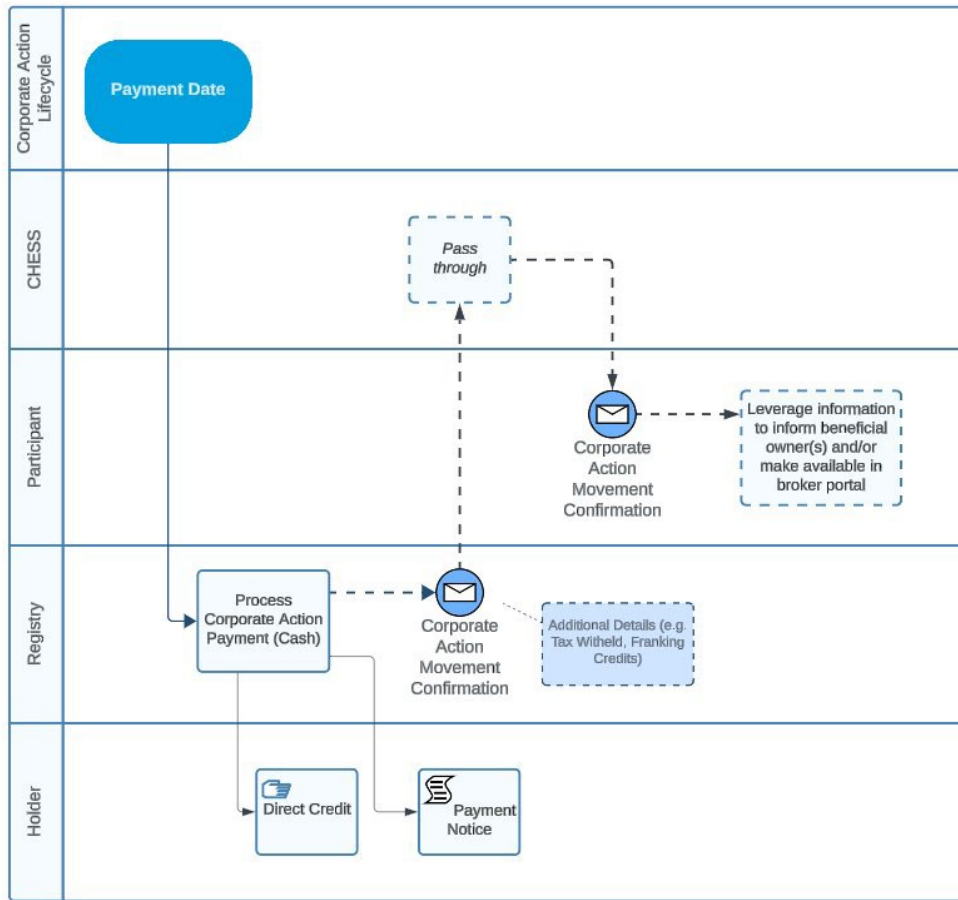 Corporate Action
Lifecycle
Payment Date
CHESS
Pass
through
Participant
Corporate
Action
Movement
Confirmation
Leverage information
to inform beneficial
owner(s) and/or
make available in
broker portal
Registry
Process
Corporate Action
Payment (Cash)
Corporate
Action
Movement
Confirmation
Additional Details (e.g.
Tax Witheld, Franking
Credits)
Holder
Direct Credit
Payment
Notice